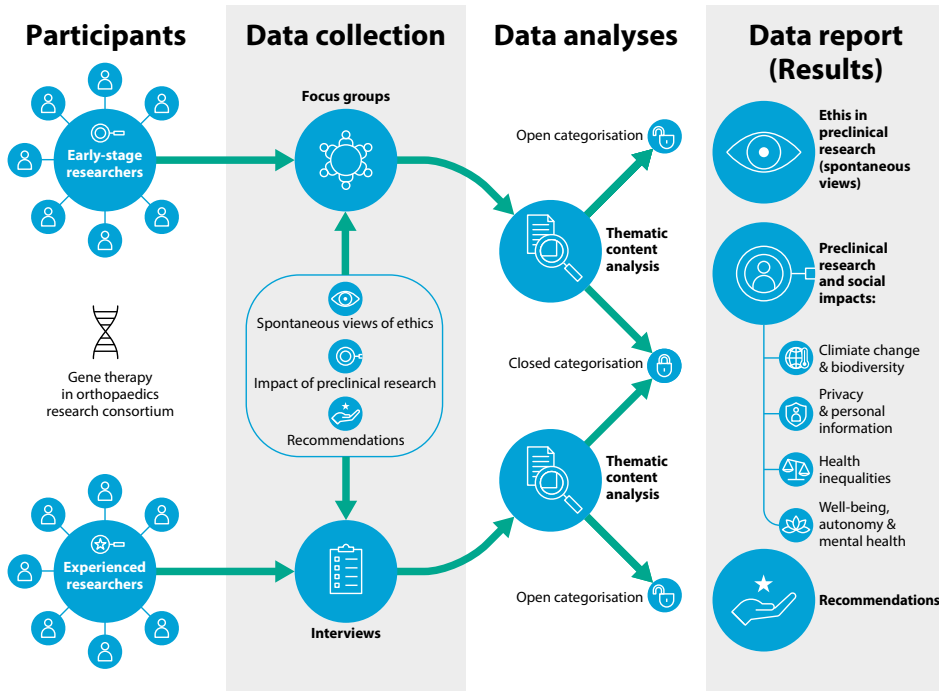 Participants
Early-stage
researchers
Gene therapy
in orthopaedics
research consortium
Experienced
researchers
Data collection
Focus groups
Spontaneous views of ethics
Impact of preclinical research
Recommendations
Interviews
Data analyses
Open categorisation
Thematic
content
analysis
Closed categorisation
Thematic
content
analysis
Open categorisation
Data report
(Results)
Ethis in
preclinical
research
(spontaneous
views)
Preclinical
research
and social
impacts:
Climiate change
& biodiversity
Privacy
& personal
information
Health
inequalities
Well-being,
autonomy &
mental health
Recommendations